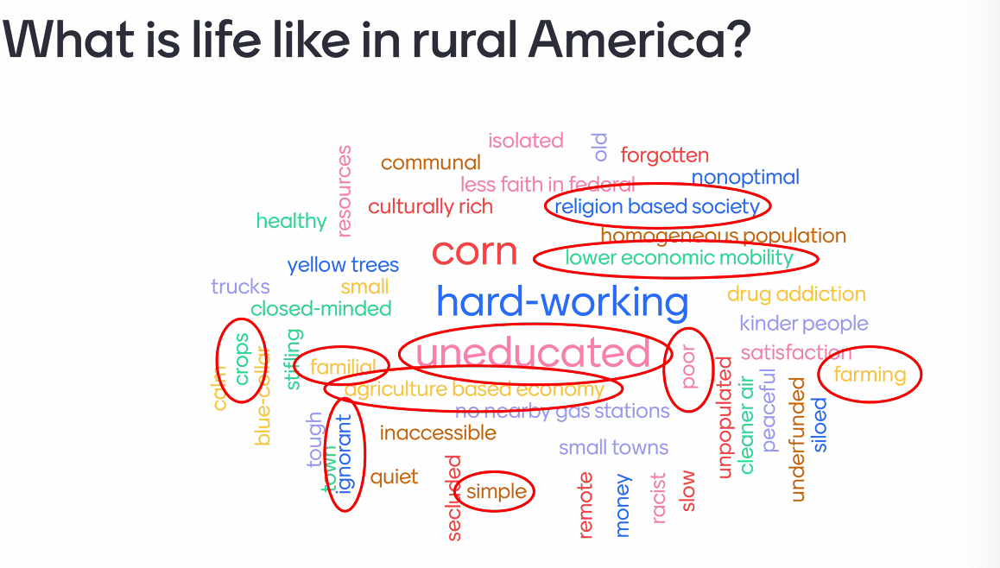 What is life like in rural America?
isolated
old
forgotten
communal
resources
nonoptimal
less faith in federal
culturally rich
religion based society
healthy
homogeneous population
corn
lower economic mobility
yellow trees
trucks
small
hard-working
drug addiction
closed-minded
kinder people
crops
stifling
uneducated
poor
satisfaction
calm
blue-collar
familial
farming
agriculture based economy
unpopulated
cleaner air
peaceful
underfunded
siloed
no nearby gas stations
tough
town
ignorant
inaccessible
small towns
quiet
secluded
simple
remote
money
racist
slow